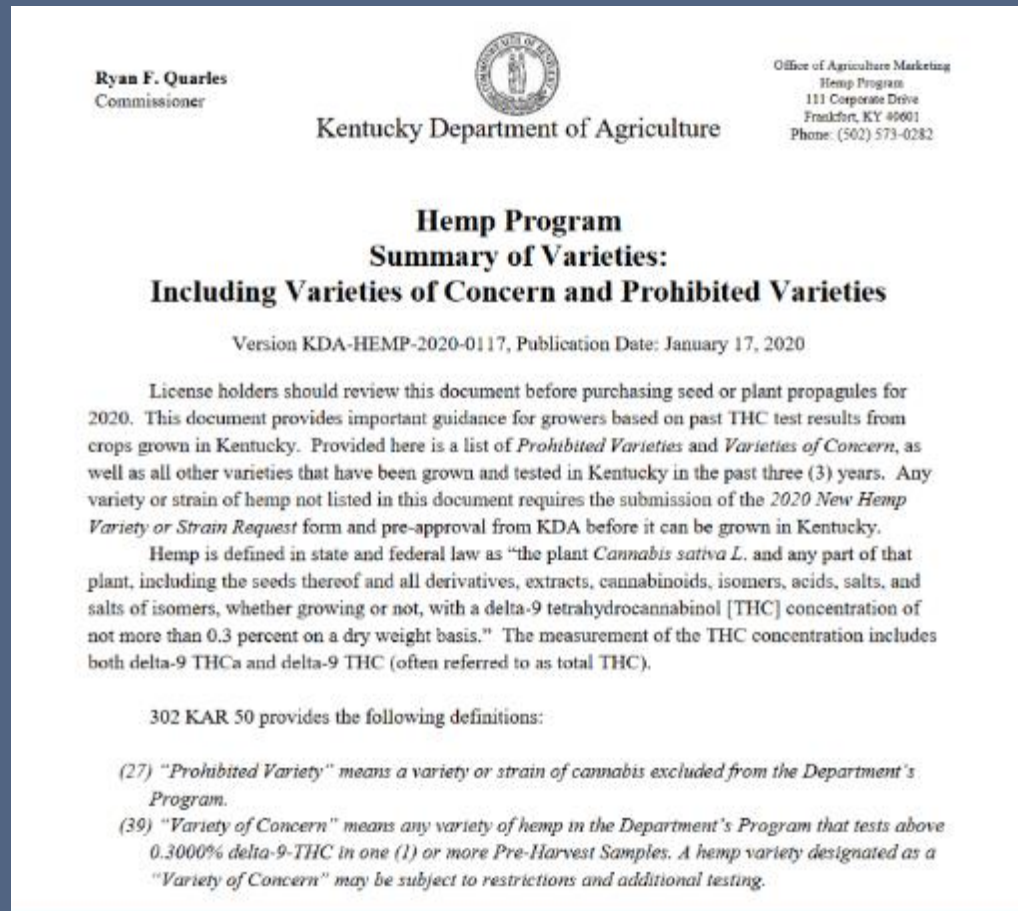 Ryan F. Quarles
Commissioner
Kentucky Department of Agriculture
Office of Agriculture Marketing
Hemp Program
111 Corporate Drive
Frankfort, KY 40601
Phone: (502) 573-0282
Hemp Program
Summary of Varieties:
Including Varieties of Concern and Prohibited Varieties
Version KDA-HEMP-2020-0117, Publication Date: January 17, 2020
License holders should review this document before purchasing seed or plant propagules for
2020. This document provides important guidance for growers based on past THC test results from
crops grown in Kentucky. Provided here is a list of Prohibited Varieties and Varieties of Concern, as
well as all other varieties that have been grown and tested in Kentucky in the past three (3) years. Any
variety or strain of hemp not listed in this document requires the submission of the 2020 New Hemp
Variety or Strain Request form and pre-approval from KDA before it can be grown in Kentucky.
Hemp is defined in state and federal law as “the plant Cannabis sativa L. and any part of that
plant, including the seeds thereof and all derivatives, extracts, cannabinoids, isomers, acids, salts, and
salts of isomers, whether growing or not, with a delta-9 tetrahydrocannabinol [THC] concentration of
not more than 0.3 percent on a dry weight basis.” The measurement of the THC concentration includes
both delta-9 THCa and delta-9 THC (often referred to as total THC).
302 KAR 50 provides the following definitions:
(27) “Prohibited Variety” means a variety or strain of cannabis excluded from the Department’s
Program.
(39) “Variety of Concern” means any variety of hemp in the Department’s Program that tests above
0.3000% delta-9-THC in one (1) or more Pre-Harvest Samples. A hemp variety designated as a
“Variety of Concern” may be subject to restrictions and additional testing.